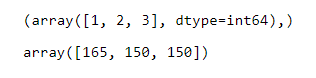 (array([1, 2, 3], dtype=int64),)
array([165, 150, 150])